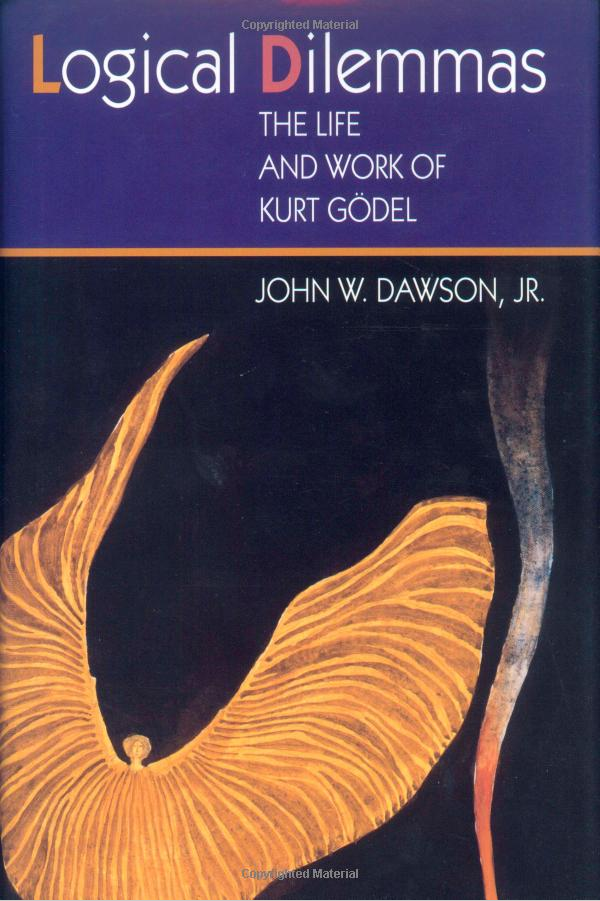 Copyrighted Material
Logical Dilemmas
THE LIFE
AND WORK OF
KURT GÖDEL
JOHN W. DAWSON, JR.
Copyrighted Material